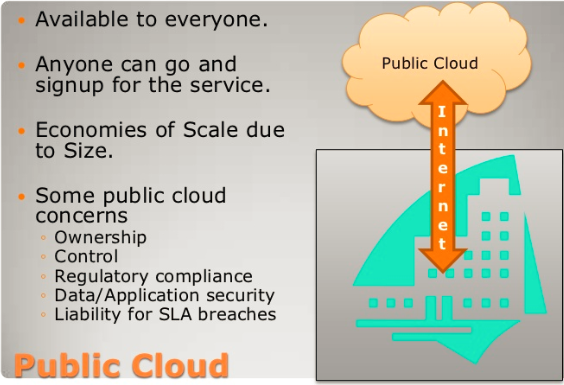 Available to everyone.
Anyone can go and
signup for the service.
Economies of Scale due
to Size.
Some public cloud
concerns
Ownership
Control
Regulatory compliance
Data/Application security
Liability for SLA breaches
Public Cloud
Public Cloud
Internet